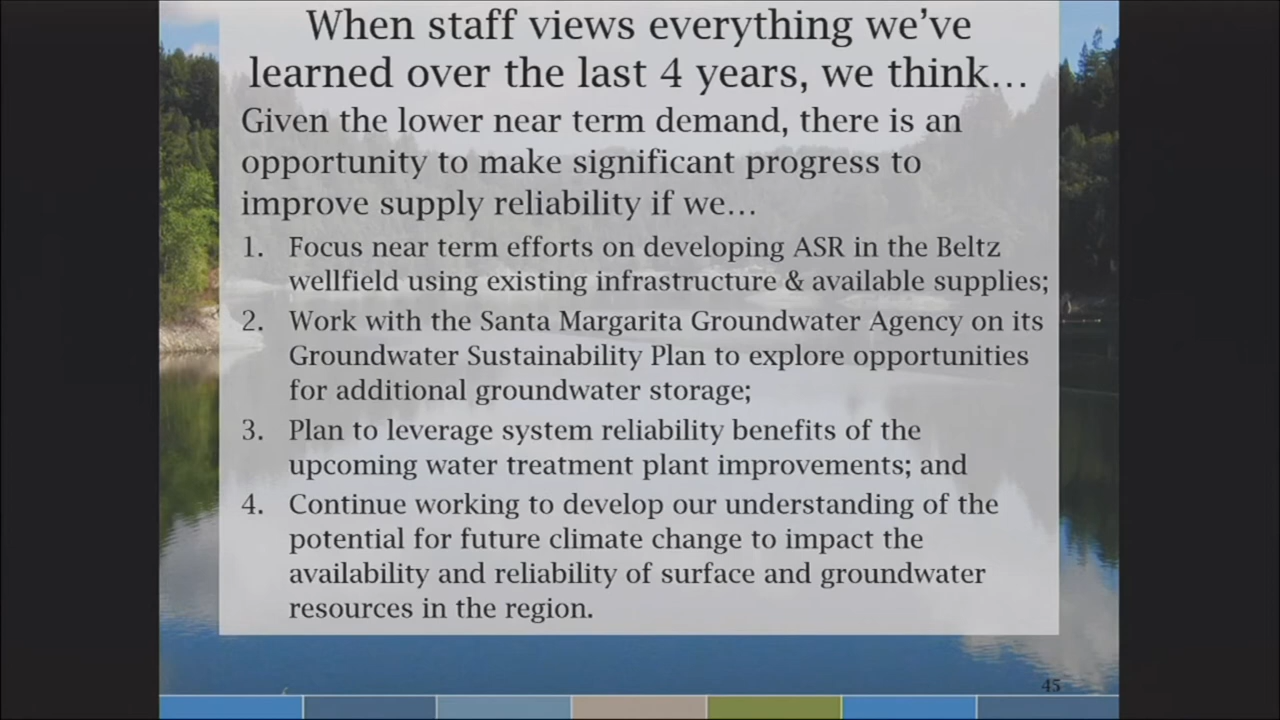 When staff views everything we’ve
learned over the last 4 years, we think…
Given the lower near term demand, there is an
opportunity to make significant progress to
improve supply reliability if we…
1. Focus near term efforts on developing ASR in the Beltz
wellfield using existing infrastructure & available supplies;
2. Work with the Santa Margarita Groundwater Agency on its
Groundwater Sustainability Plan to explore opportunities
for additional groundwater storage;
3. Plan to leverage system reliability benefits of the
upcoming water treatment plant improvements; and
4. Continue working to develop our understanding of the
potential for future climate change to impact the
availability and reliability of surface and groundwater
resources in the region.
45